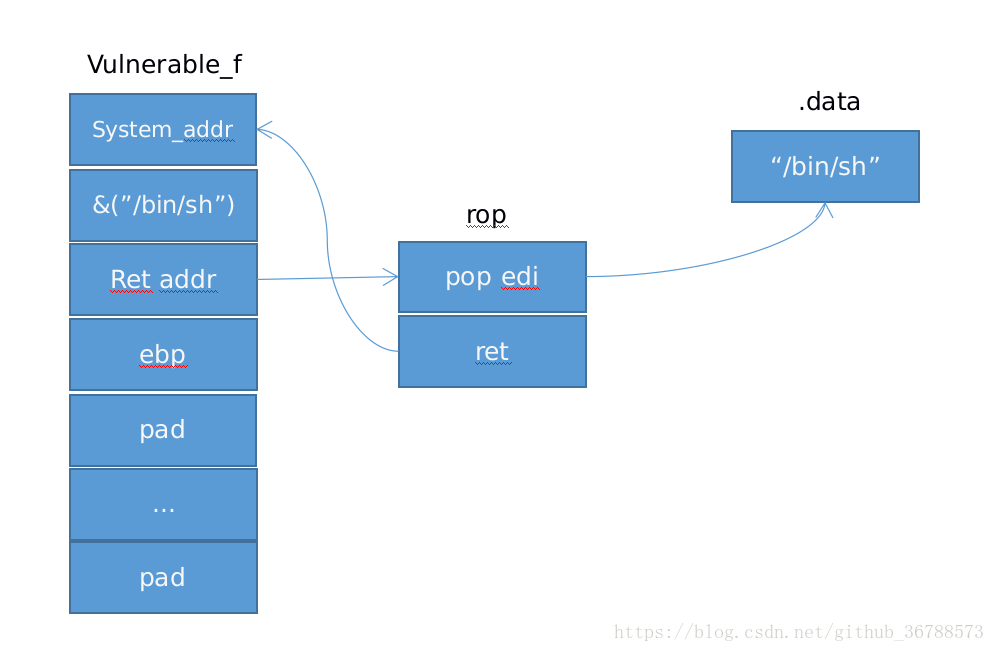 Vulnerable_f
System_addr
&(”/bin/sh”)
Ret addr
ebp
pad
...
pad
rop
pop edi
ret
.data
“/bin/sh”
https://blog.csdn.net/github_36788573